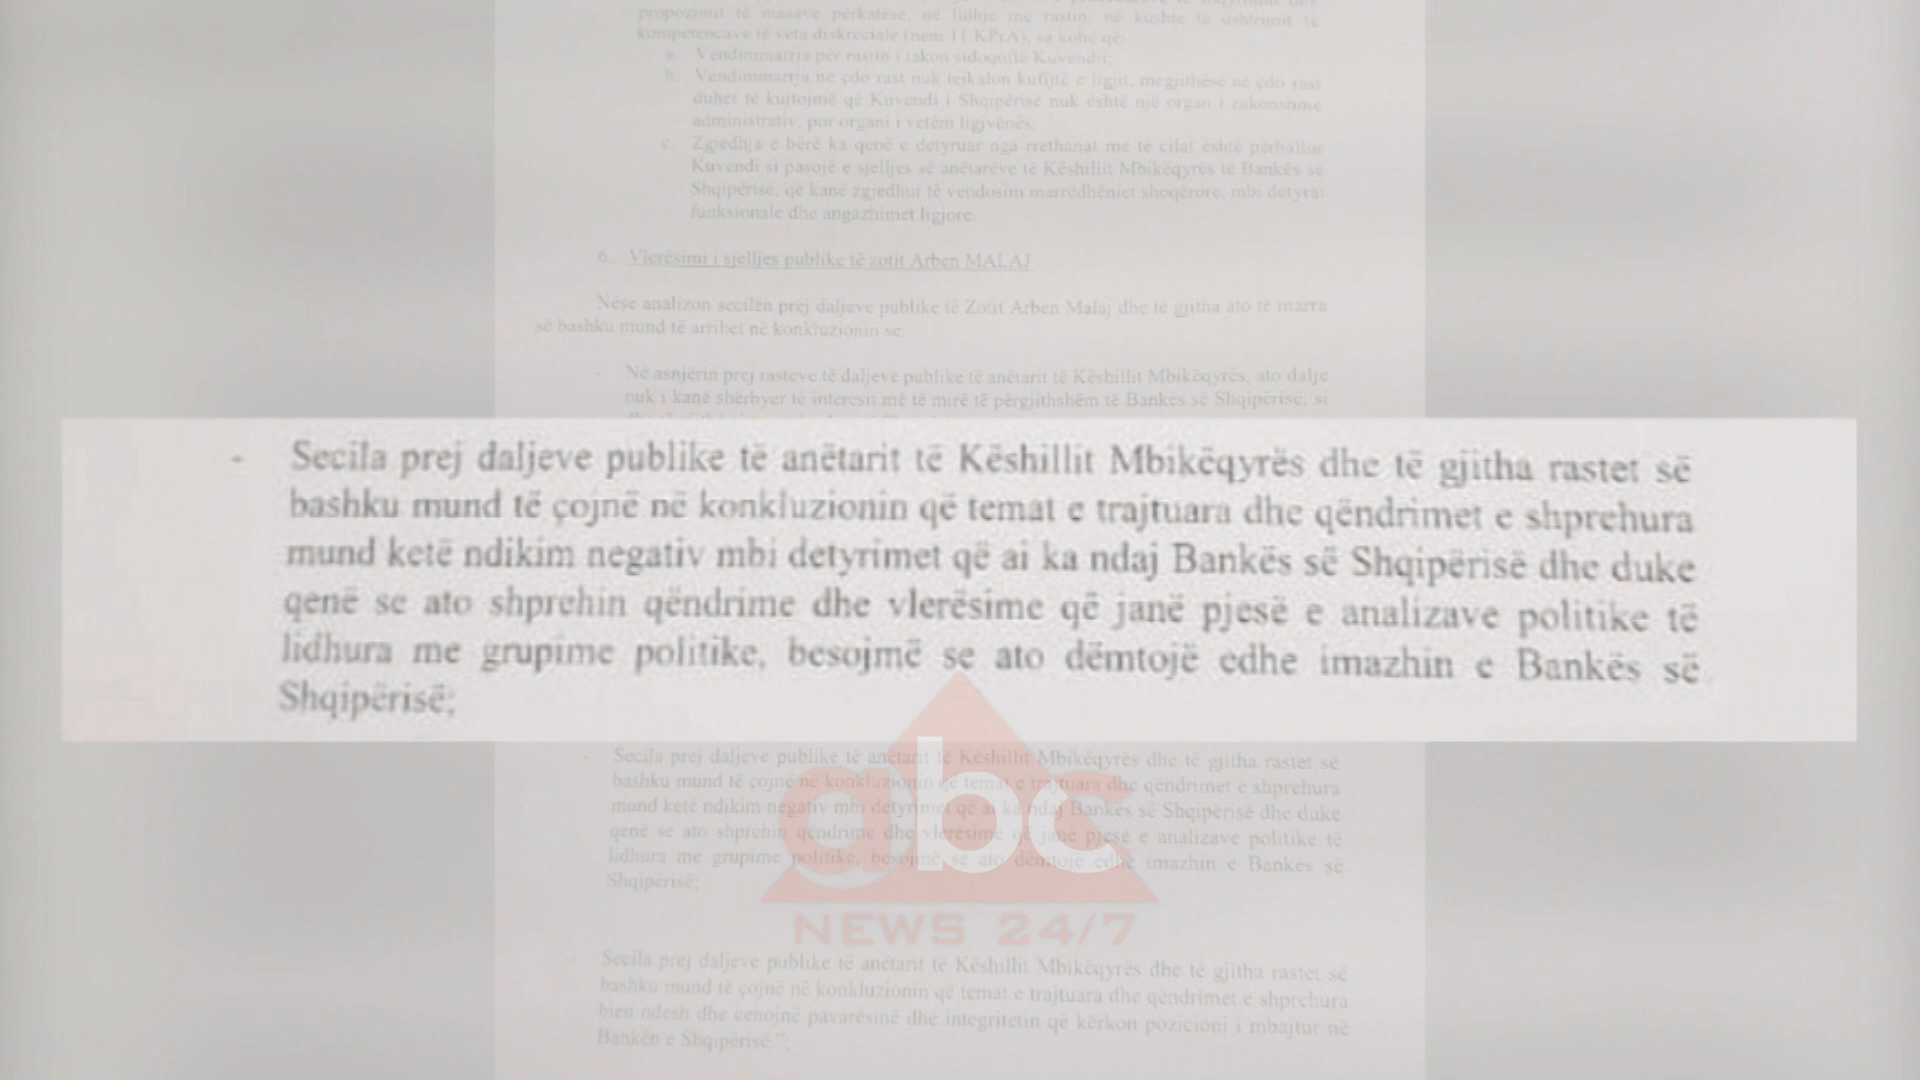 propozimit të masave përkatëse, në lidhje me rastin, në kushte të ushtrimit të
kompetencave të veta diskreciale (neni 11 KPrA), sa kohë që:
a. Vendimmarrja për rastin i takon sidoqoftë Kuvendit;
b. Vendimmarrja në çdo rast nuk tejkalon kufijtë e ligjit, megjithëse në çdo rast
duhet të kujtojmë që Kuvendi i Shqipërisë nuk është një organ i zakonshme
administrativ, por organi i vetëm ligjvënës.
c. Zgjedhja e bërë ka qenë e detyruar nga rrethanat me të cilat është përballur
Kuvendi si pasojë e sjelljes së anëtarëve të Këshillit Mbikëqyrës të Bankës së
Shqipërisë, që kanë zgjedhur të vendosim marrëdhëniet shoqërore, mbi detyrat
funksionale dhe angazhimet ligjore.
6. Vlerësimi i sjelljes publike të zotit Arben MALAJ
Nëse analizon secilën prej daljeve publike të Zotit Arben Malaj dhe të gjitha ato të marra
së bashku mund të arrihet në konkluzionin se:
- Në asnjërin prej rasteve të daljeve publike të anëtarit të Këshillit Mbikëqyrës, ato dalje
nuk i kanë shërbyer të interesit më të mirë të përgjithshëm të Bankës së Shqipërisë, si
- Secila prej daljeve publike të anëtarit të Këshillit Mbikëqyrës dhe të gjitha rastet së
bashku mund të çojnë në konkluzionin që temat e trajtuara dhe qëndrimet e shprehura
mund ketë ndikim negativ mbi detyrimet që ai ka ndaj Bankës së Shqipërisë dhe duke
qenë se ato shprehin qëndrime dhe vlerësime që janë pjesë e analizave politike të
lidhura me grupime politike, besojmë se ato dëmtojë edhe imazhin e Bankës së
Shqipërisë;
- Secila prej daljeve publike të anëtarit të Këshillit Mbikëqyrës dhe të gjitha rastet së
bashku mund të çojnë në konkluzionin që temat e trajtuara dhe qëndrimet e shprehura
mund ketë ndikim negativ mbi detyrimet që ai ka ndaj Bankës së Shqipërisë dhe duke
qenë se ato shprehin qëndrime dhe vlerësime që janë pjesë e analizave politike të
lidhura me grupime politike, besojmë se ato dëmtojë edhe imazhin e Bankës së
Shqipërisë;
abc
NEWS 24/7
- Secila prej daljeve publike të anëtarit të Këshillit Mbikëqyrës dhe të gjitha rastet së
bashku mund të çojnë në konkluzionin që temat e trajtuara dhe qëndrimet e shprehura
bien ndesh dhe cenojnë pavarësinë dhe integritetin që kërkon pozicioni i mbajtur në
Bankën e Shqipërisë.";